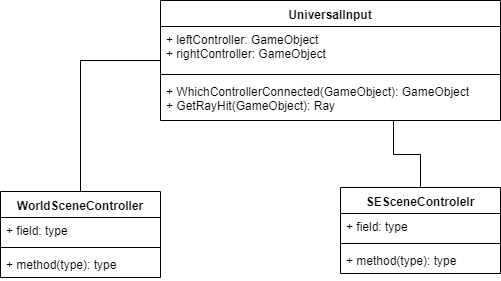 UniversalInput
+ leftController: GameObject
+ rightController: GameObject
+ WhichControllerConnected(GameObject): GameObject
+ GetRayHit(GameObject): Ray
WorldSceneController
+ field: type
+ method(type): type
SESceneControlelr
+ field: type
+ method(type): type